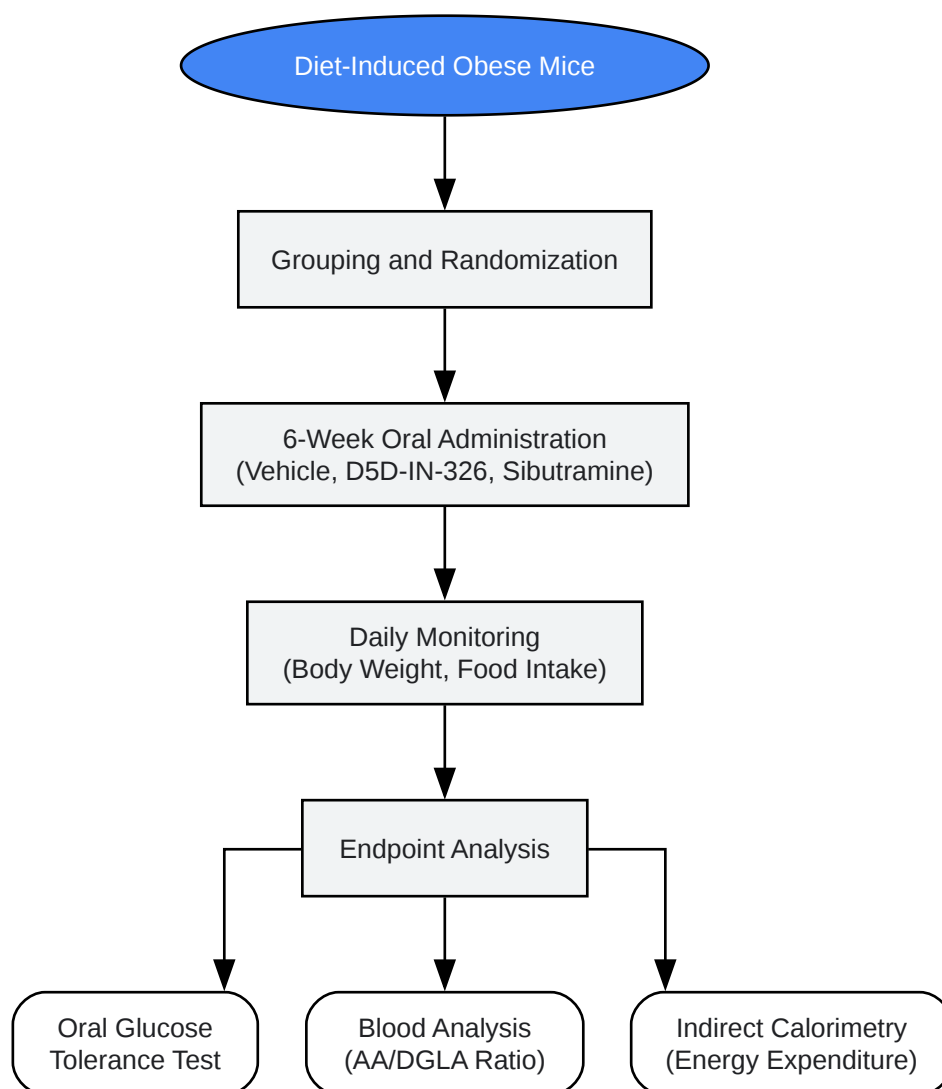 Diet-Induced Obese Mice
Grouping and Randomization
6-Week Oral Administration
(Vehicle, D5D-IN-326, Sibutramine)
Daily Monitoring
(Body Weight, Food Intake)
Endpoint Analysis
Oral Glucose
Tolerance Test
Blood Analysis
(AA/DGLA Ratio)
Indirect Calorimetry
(Energy Expenditure)